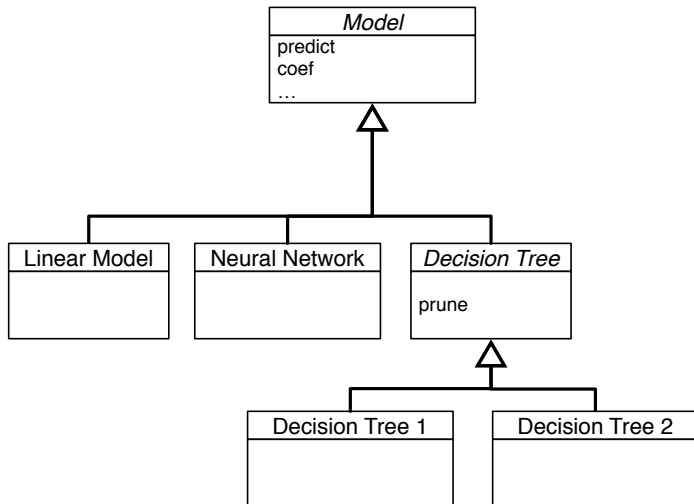 Model
predict
coef
…
Linear Model
Neural Network
Decision Tree
prune
Decision Tree 1
Decision Tree 2